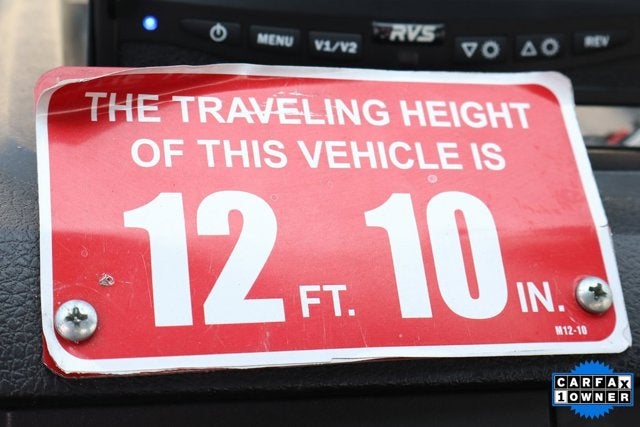 MENU V1/V2 RVS REV
THE TRAVELING HEIGHT
OF THIS VEHICLE IS
12 FT. 10 IN.
M12-10
CARFAX
1 OWNER